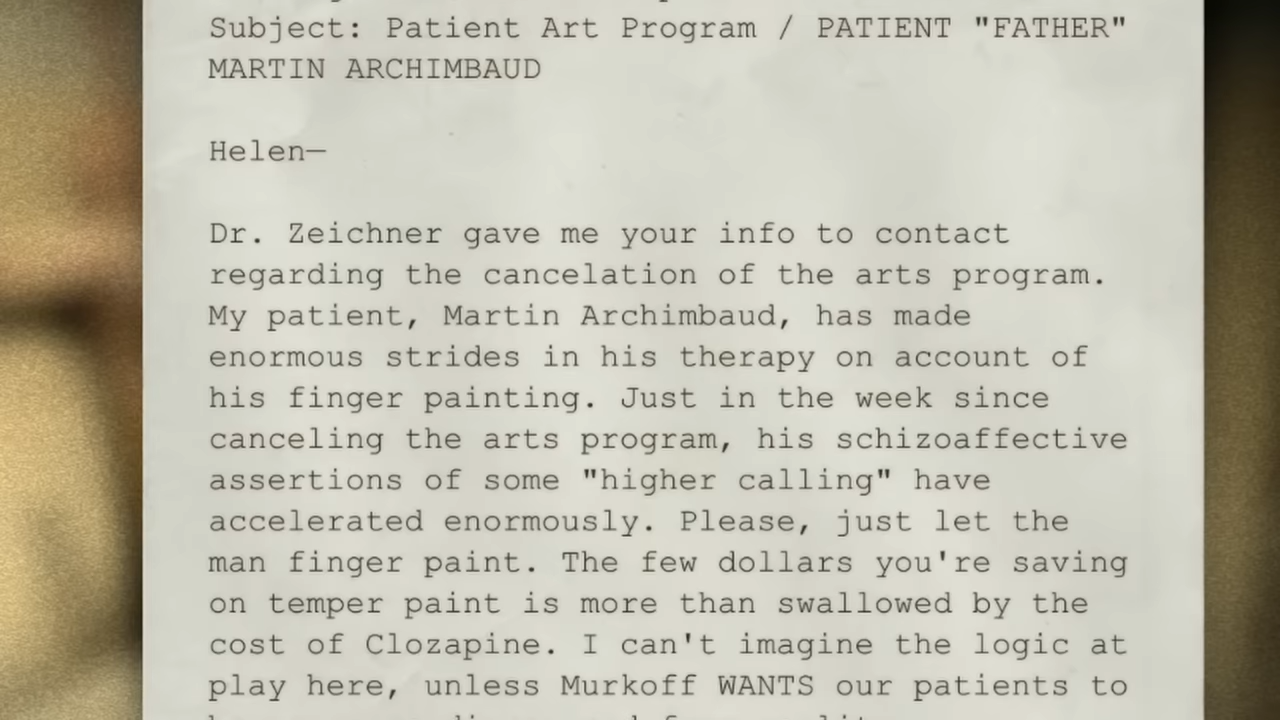 Subject: Patient Art Program / PATIENT "FATHER"
MARTIN ARCHIMBAUD
Helen—
Dr. Zeichner gave me your info to contact
regarding the cancelation of the arts program.
My patient, Martin Archimbaud, has made
enormous strides in his therapy on account of
his finger painting. Just in the week since
canceling the arts program, his schizoaffective
assertions of some "higher calling" have
accelerated enormously. Please, just let the
man finger paint. The few dollars you're saving
on temper paint is more than swallowed by the
cost of Clozapine. I can't imagine the logic at
play here, unless Murkoff WANTS our patients to